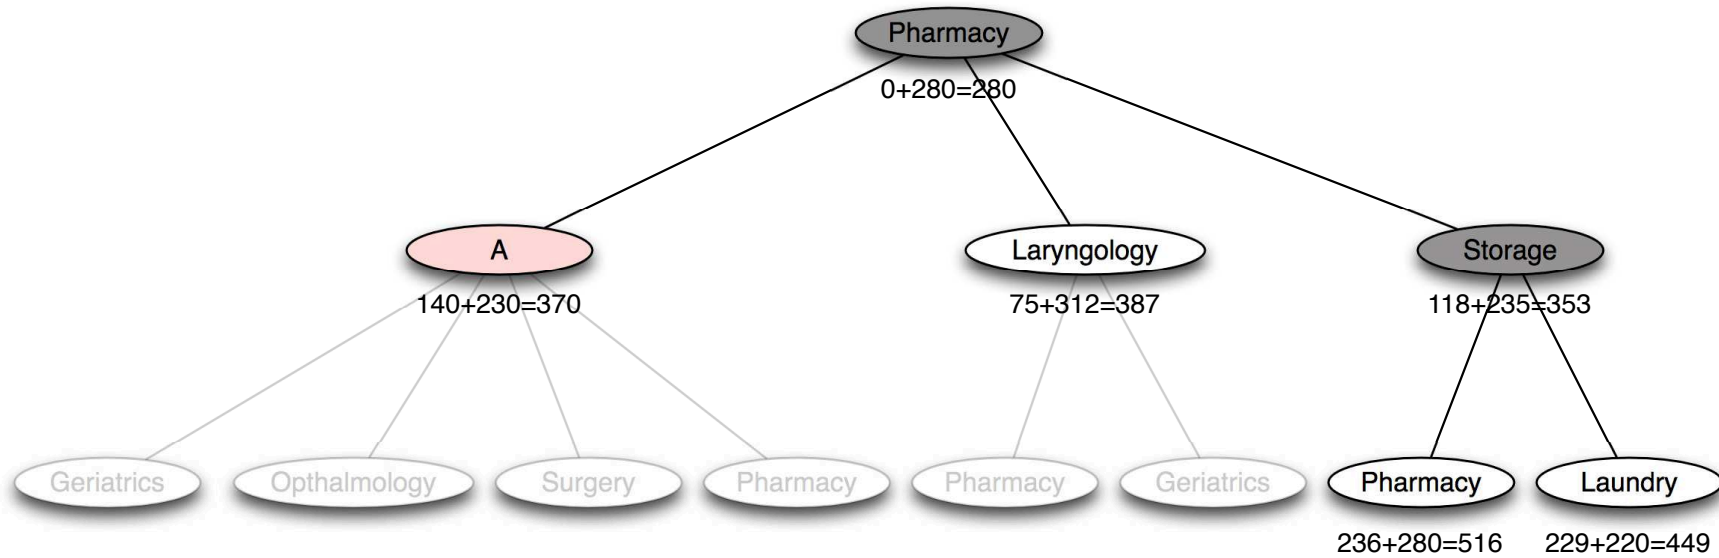 Pharmacy
0+280=280
A
Laryngology
Storage
140+230=370
75+312=387
118+235=353
Geriatrics
Opthalmology
Surgery
Pharmacy
Pharmacy
Geriatrics
Pharmacy
Laundry
236+280=516
229+220=449